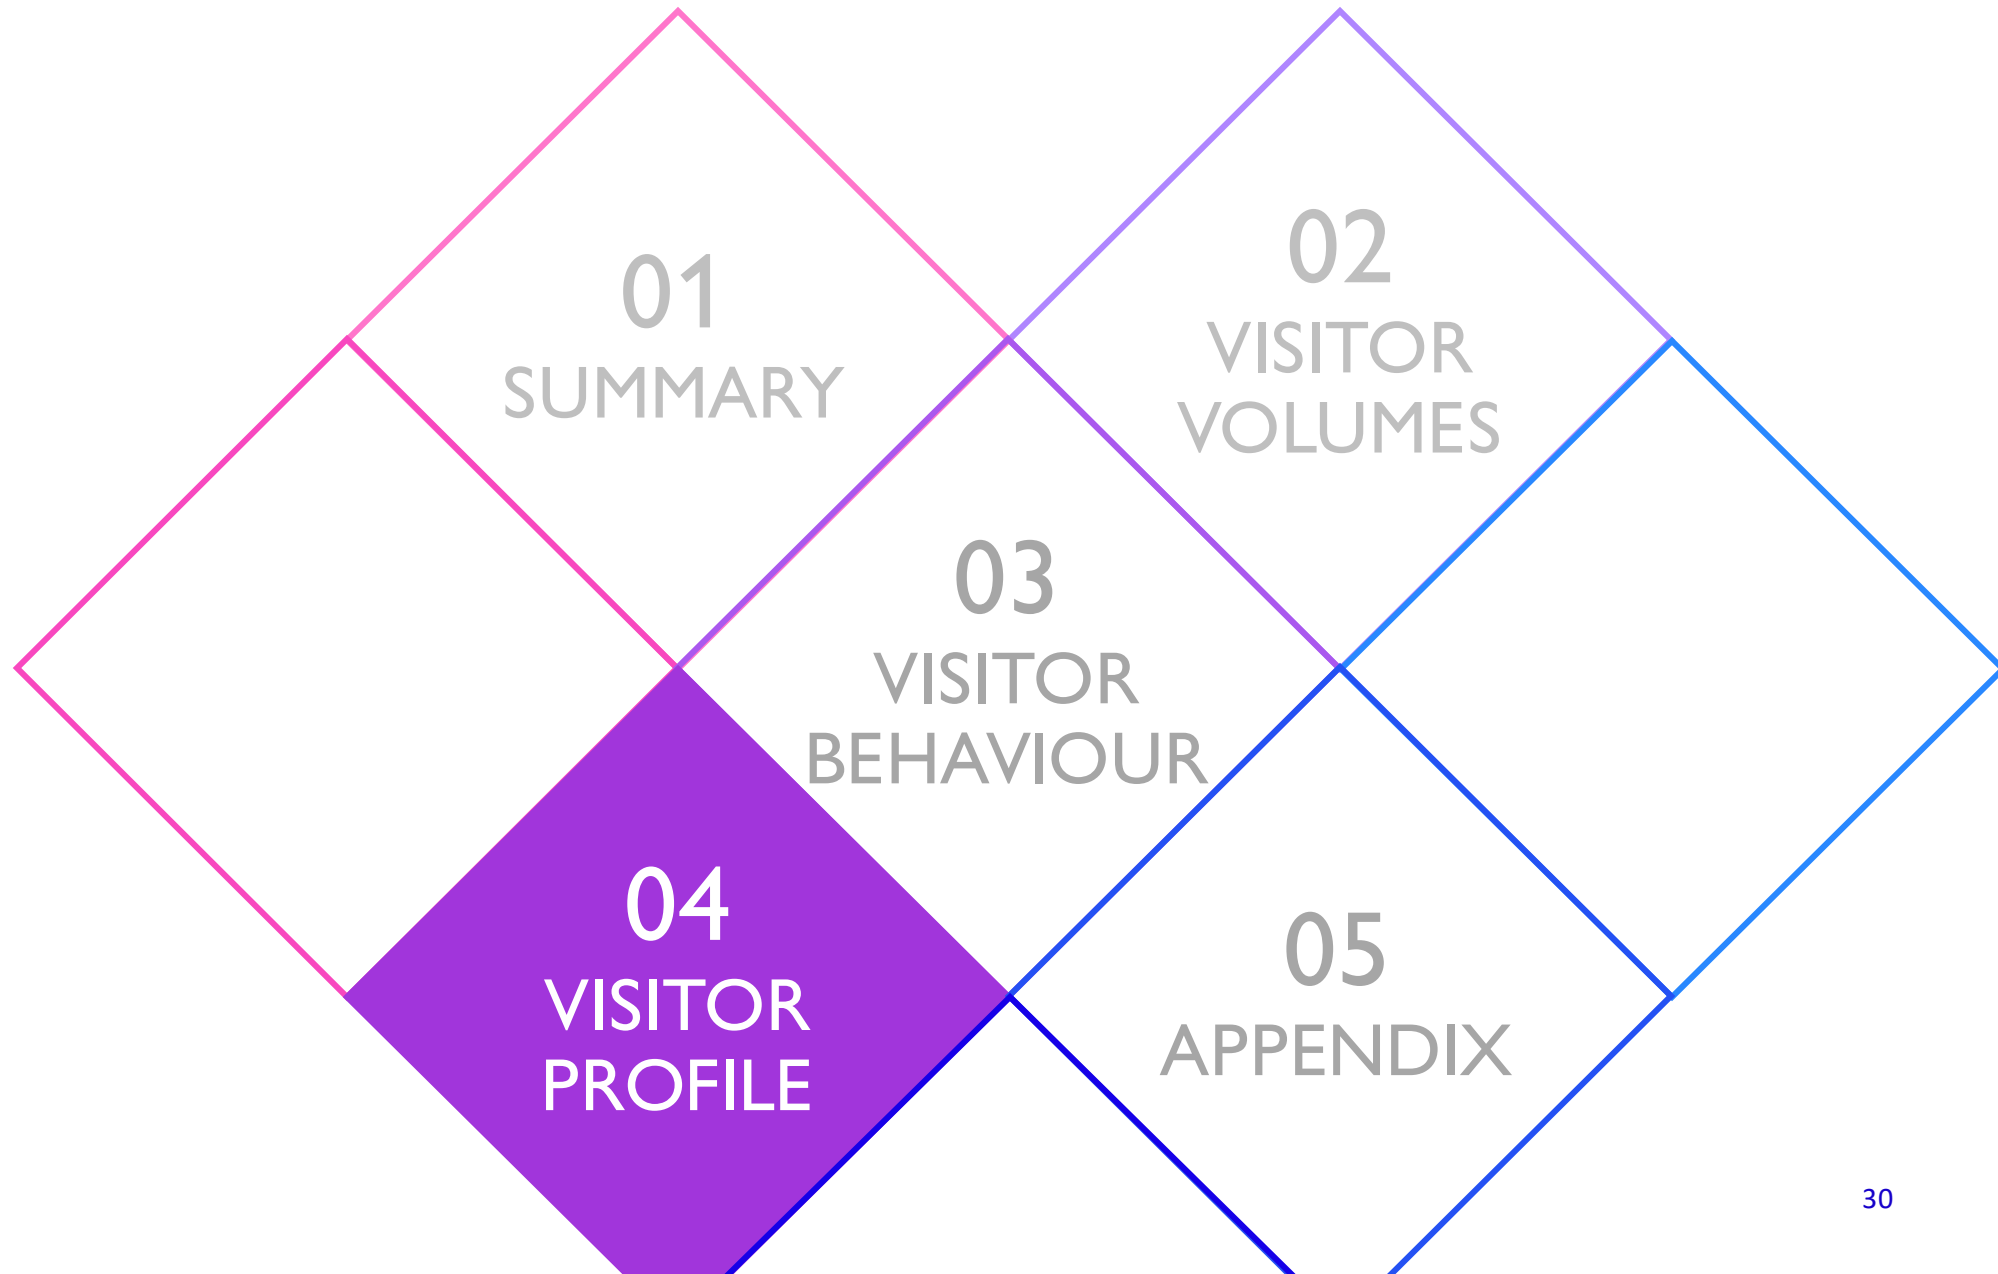 01
SUMMARY
02
VISITOR
VOLUMES
03
VISITOR
BEHAVIOUR
04
VISITOR
PROFILE
05
APPENDIX
30